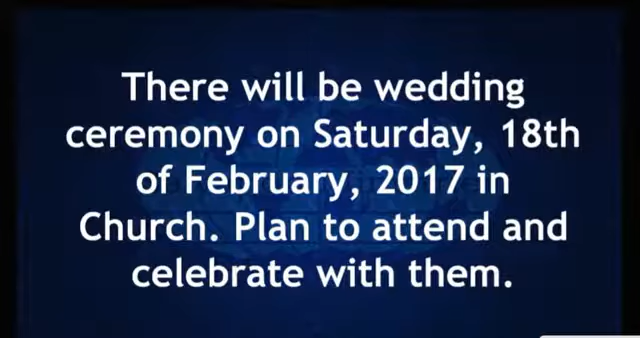 There will be wedding
ceremony on Saturday, 18th
of February, 2017 in
Church. Plan to attend and
celebrate with them.